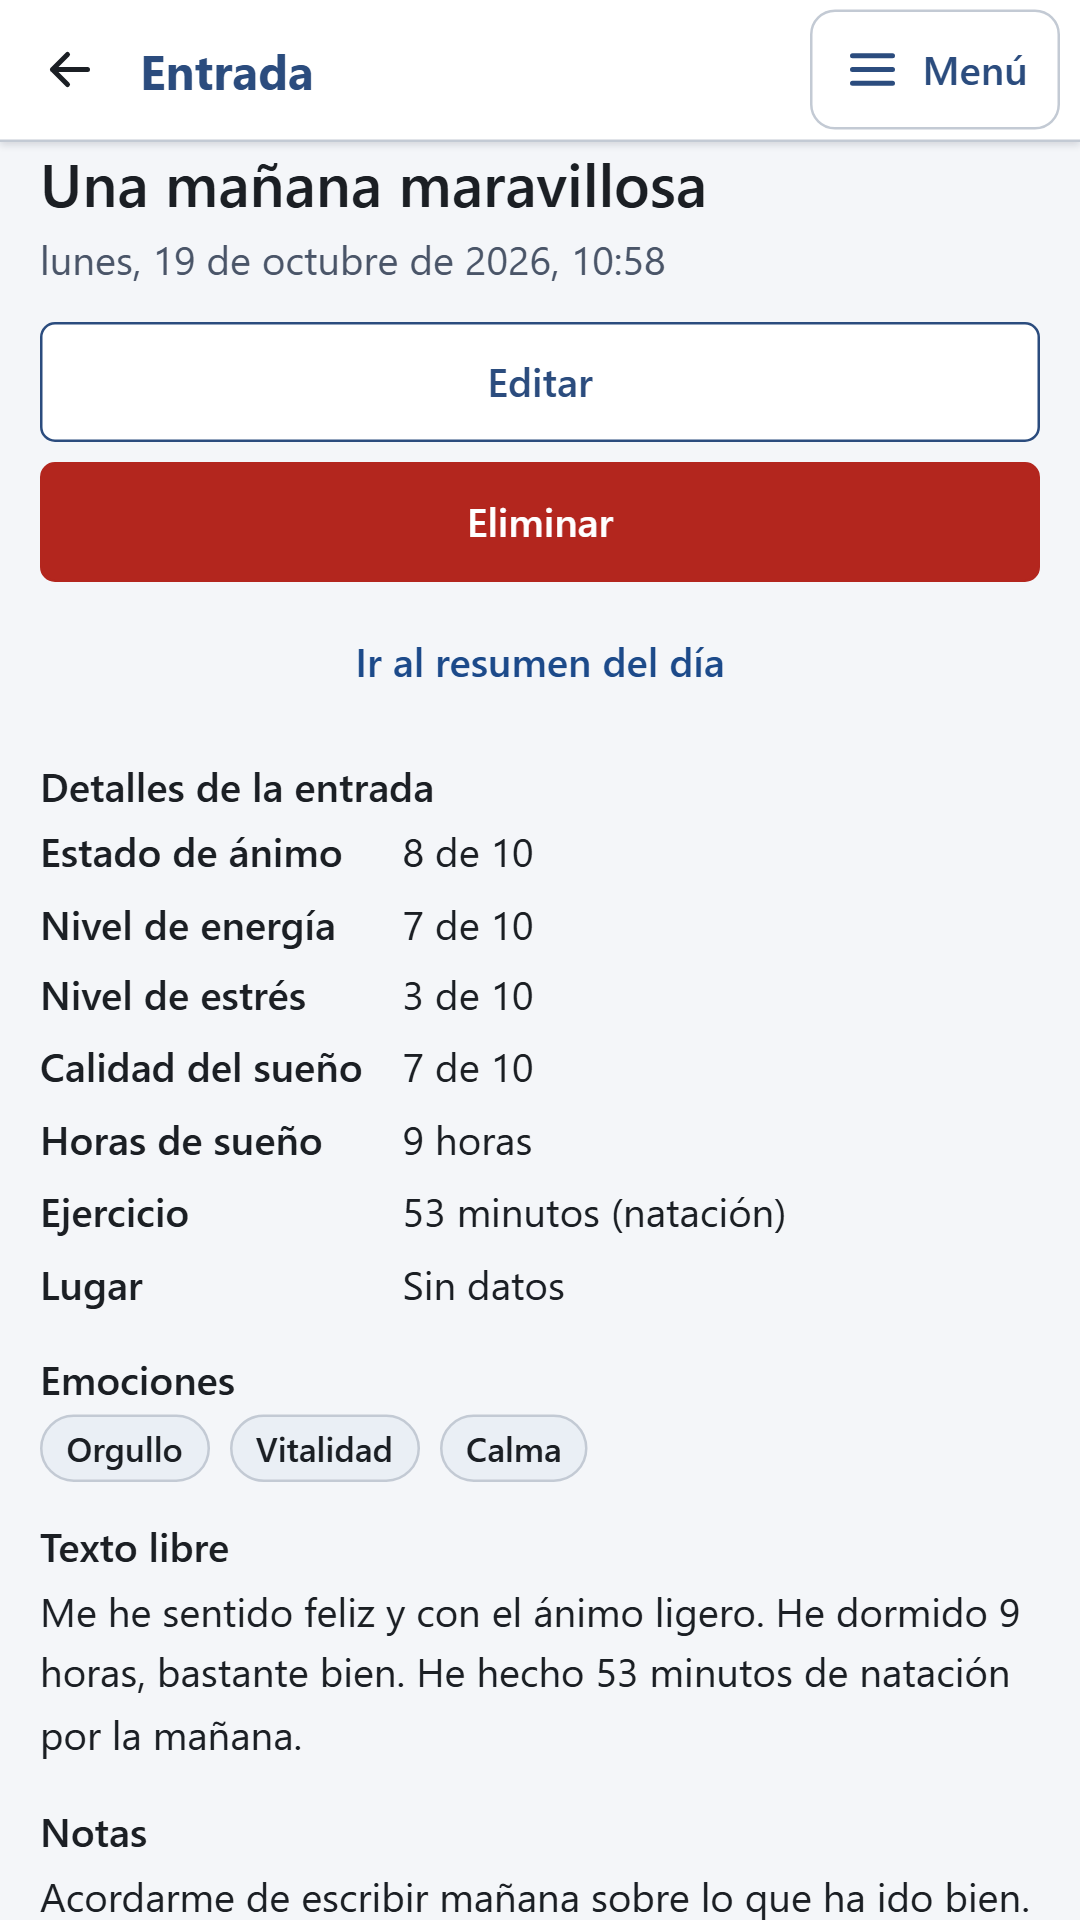 Entrada
Menú
Una mañana maravillosa
lunes, 19 de octubre de 2026, 10:58
Editar
Eliminar
Ir al resumen del día
Detalles de la entrada
Estado de ánimo 8 de 10
Nivel de energía 7 de 10
Nivel de estrés 3 de 10
Calidad del sueño 7 de 10
Horas de sueño 9 horas
Ejercicio 53 minutos (natación)
Lugar Sin datos
Emociones
Orgullo Vitalidad Calma
Texto libre
Me he sentido feliz y con el ánimo ligero. He dormido 9
horas, bastante bien. He hecho 53 minutos de natación
por la mañana.
Notas
Acordarme de escribir mañana sobre lo que ha ido bien.